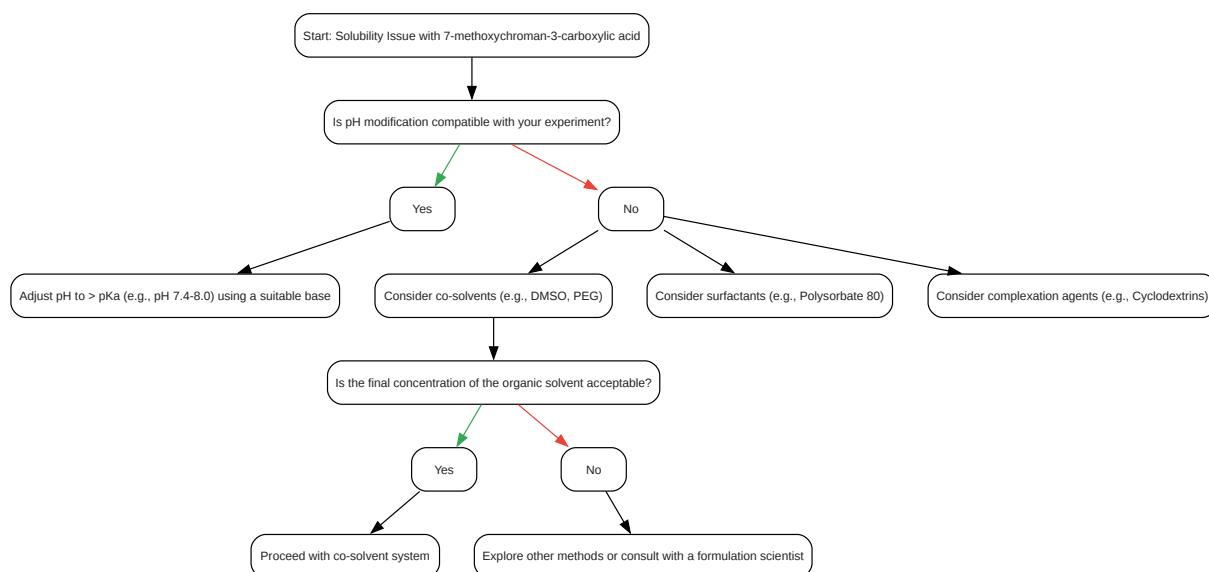 Start: Solubility Issue with 7-methoxychroman-3-carboxylic acid
Is pH modification compatible with your experiment?
Yes
No
Adjust pH to > pKa (e.g., pH 7.4-8.0) using a suitable base
Consider co-solvents (e.g., DMSO, PEG)
Consider surfactants (e.g., Polysorbate 80)
Consider complexation agents (e.g., Cyclodextrins)
Is the final concentration of the organic solvent acceptable?
Yes
No
Proceed with co-solvent system
Explore other methods or consult with a formulation scientist